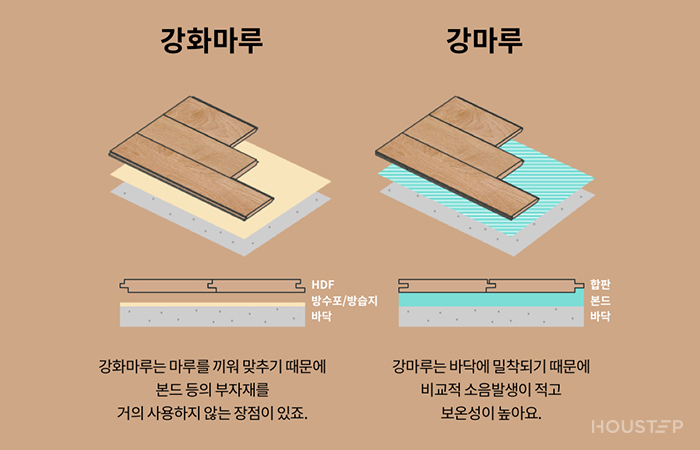 강화마루
강마루
HDF
방수포/방습지
바닥
합판
본드
바닥
강화마루는 마루를 끼워 맞추기 때문에
본드 등의 부자재를
거의 사용하지 않는 장점이 있죠.
강마루는 바닥에 밀착되기 때문에
비교적 소음발생이 적고
보온성이 높아요.
HOUSTEP